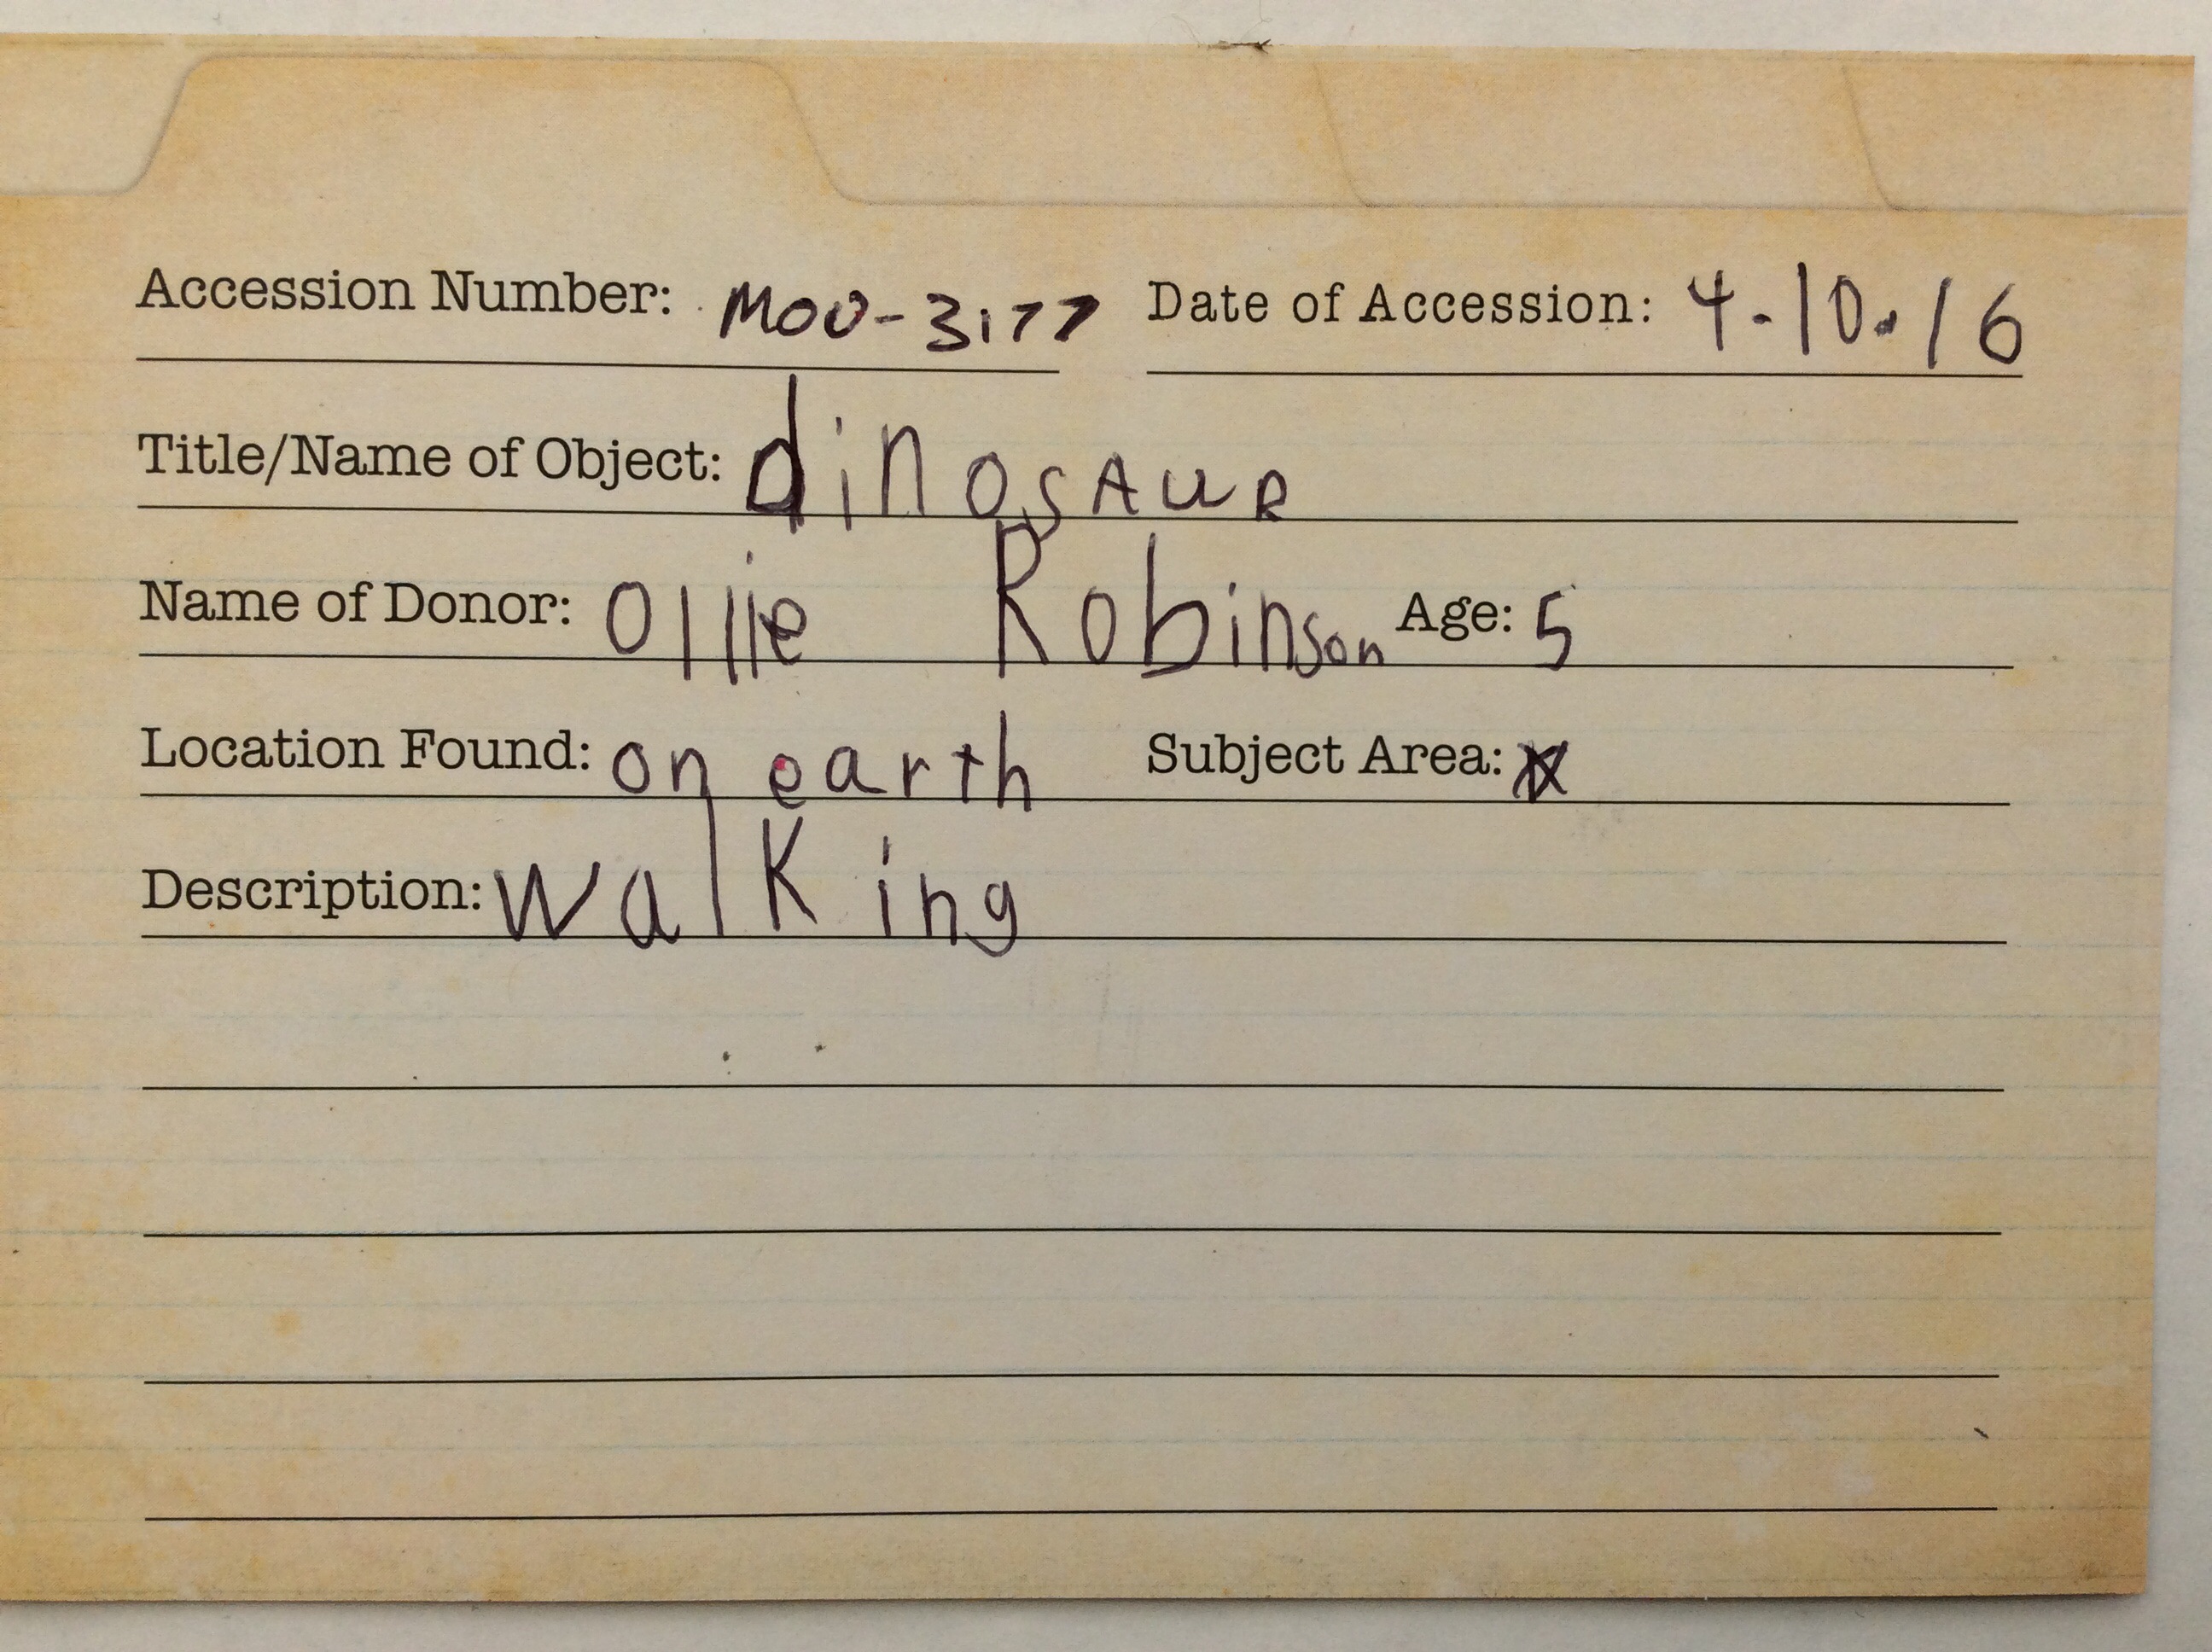 Accession Number: MOU-3177 Date of Accession: 4.10.16
Title/Name of Object: dinosAuR
Name of Donor: Ollie Robinson Age: 5
Location Found: on earth Subject Area:
Description: walKing